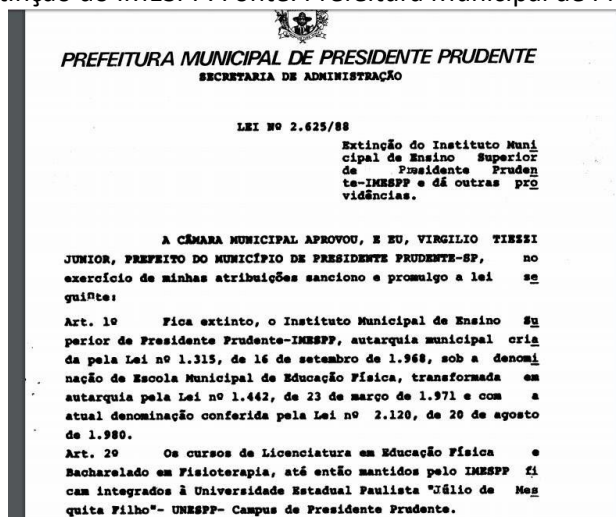 PREFEITURA MUNICIPAL DE PRESIDENTE PRUDENTE
SECRETARIA DE ADMINISTRAÇÃO
LEI Nº 2.625/88
Extinção do Instituto Muni
cipal de Ensino Superior
de Presidente Pruden
te-IMESPP e dá outras pro
vidências.
A CÂMARA MUNICIPAL APROVOU, E EU, VIRGILIO TIEZZI
JUNIOR, PREFEITO DO MUNICÍPIO DE PRESIDENTE PRUDENTE-SP, no
exercício de minhas atribuições sanciono e promulgo a lei se
guinte:
Art. 1º Fica extinto, o Instituto Municipal de Ensino Su
perior de Presidente Prudente-IMESPP, autarquia municipal cria
da pela Lei nº 1.315, de 16 de setembro de 1.968, sob a denomi
nação de Escola Municipal de Educação Física, transformada em
autarquia pela Lei nº 1.442, de 23 de março de 1.971 e com a
atual denominação conferida pela Lei nº 2.120, de 20 de agosto
de 1.980.
Art. 2º Os cursos de Licenciatura em Educação Física e
Bacharelado em Fisioterapia, até então mantidos pelo IMESPP fi
cam integrados à Universidade Estadual Paulista "Júlio de Mes
quita Filho"- UNESPP- Campus de Presidente Prudente.